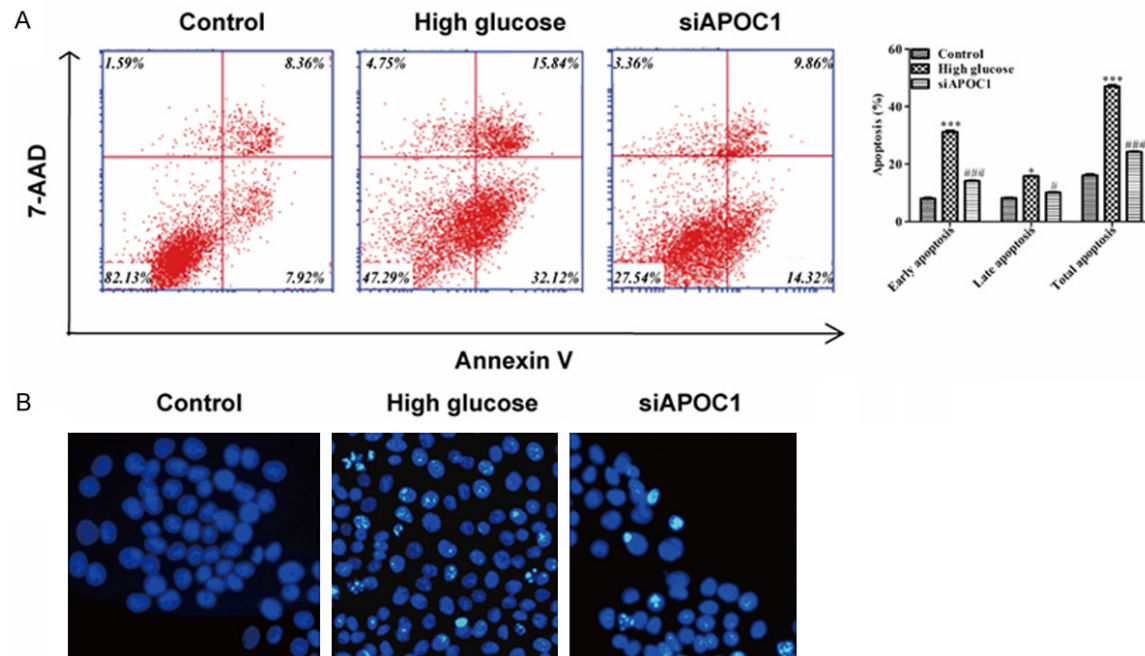 A
Control
High glucose
siAPOC1
1.59%
8.36%
82.13%
7.92%
4.75%
15.84%
47.29%
32.12%
3.36%
9.86%
27.54%
14.32%
7-AAD
Annexin V
Control
High glucose
siAPOC1
Apoptosis (%)
60
40
20
0
***
###
*
#
***
###
Early apoptosis
Late apoptosis
Total apoptosis
B
Control
High glucose
siAPOC1